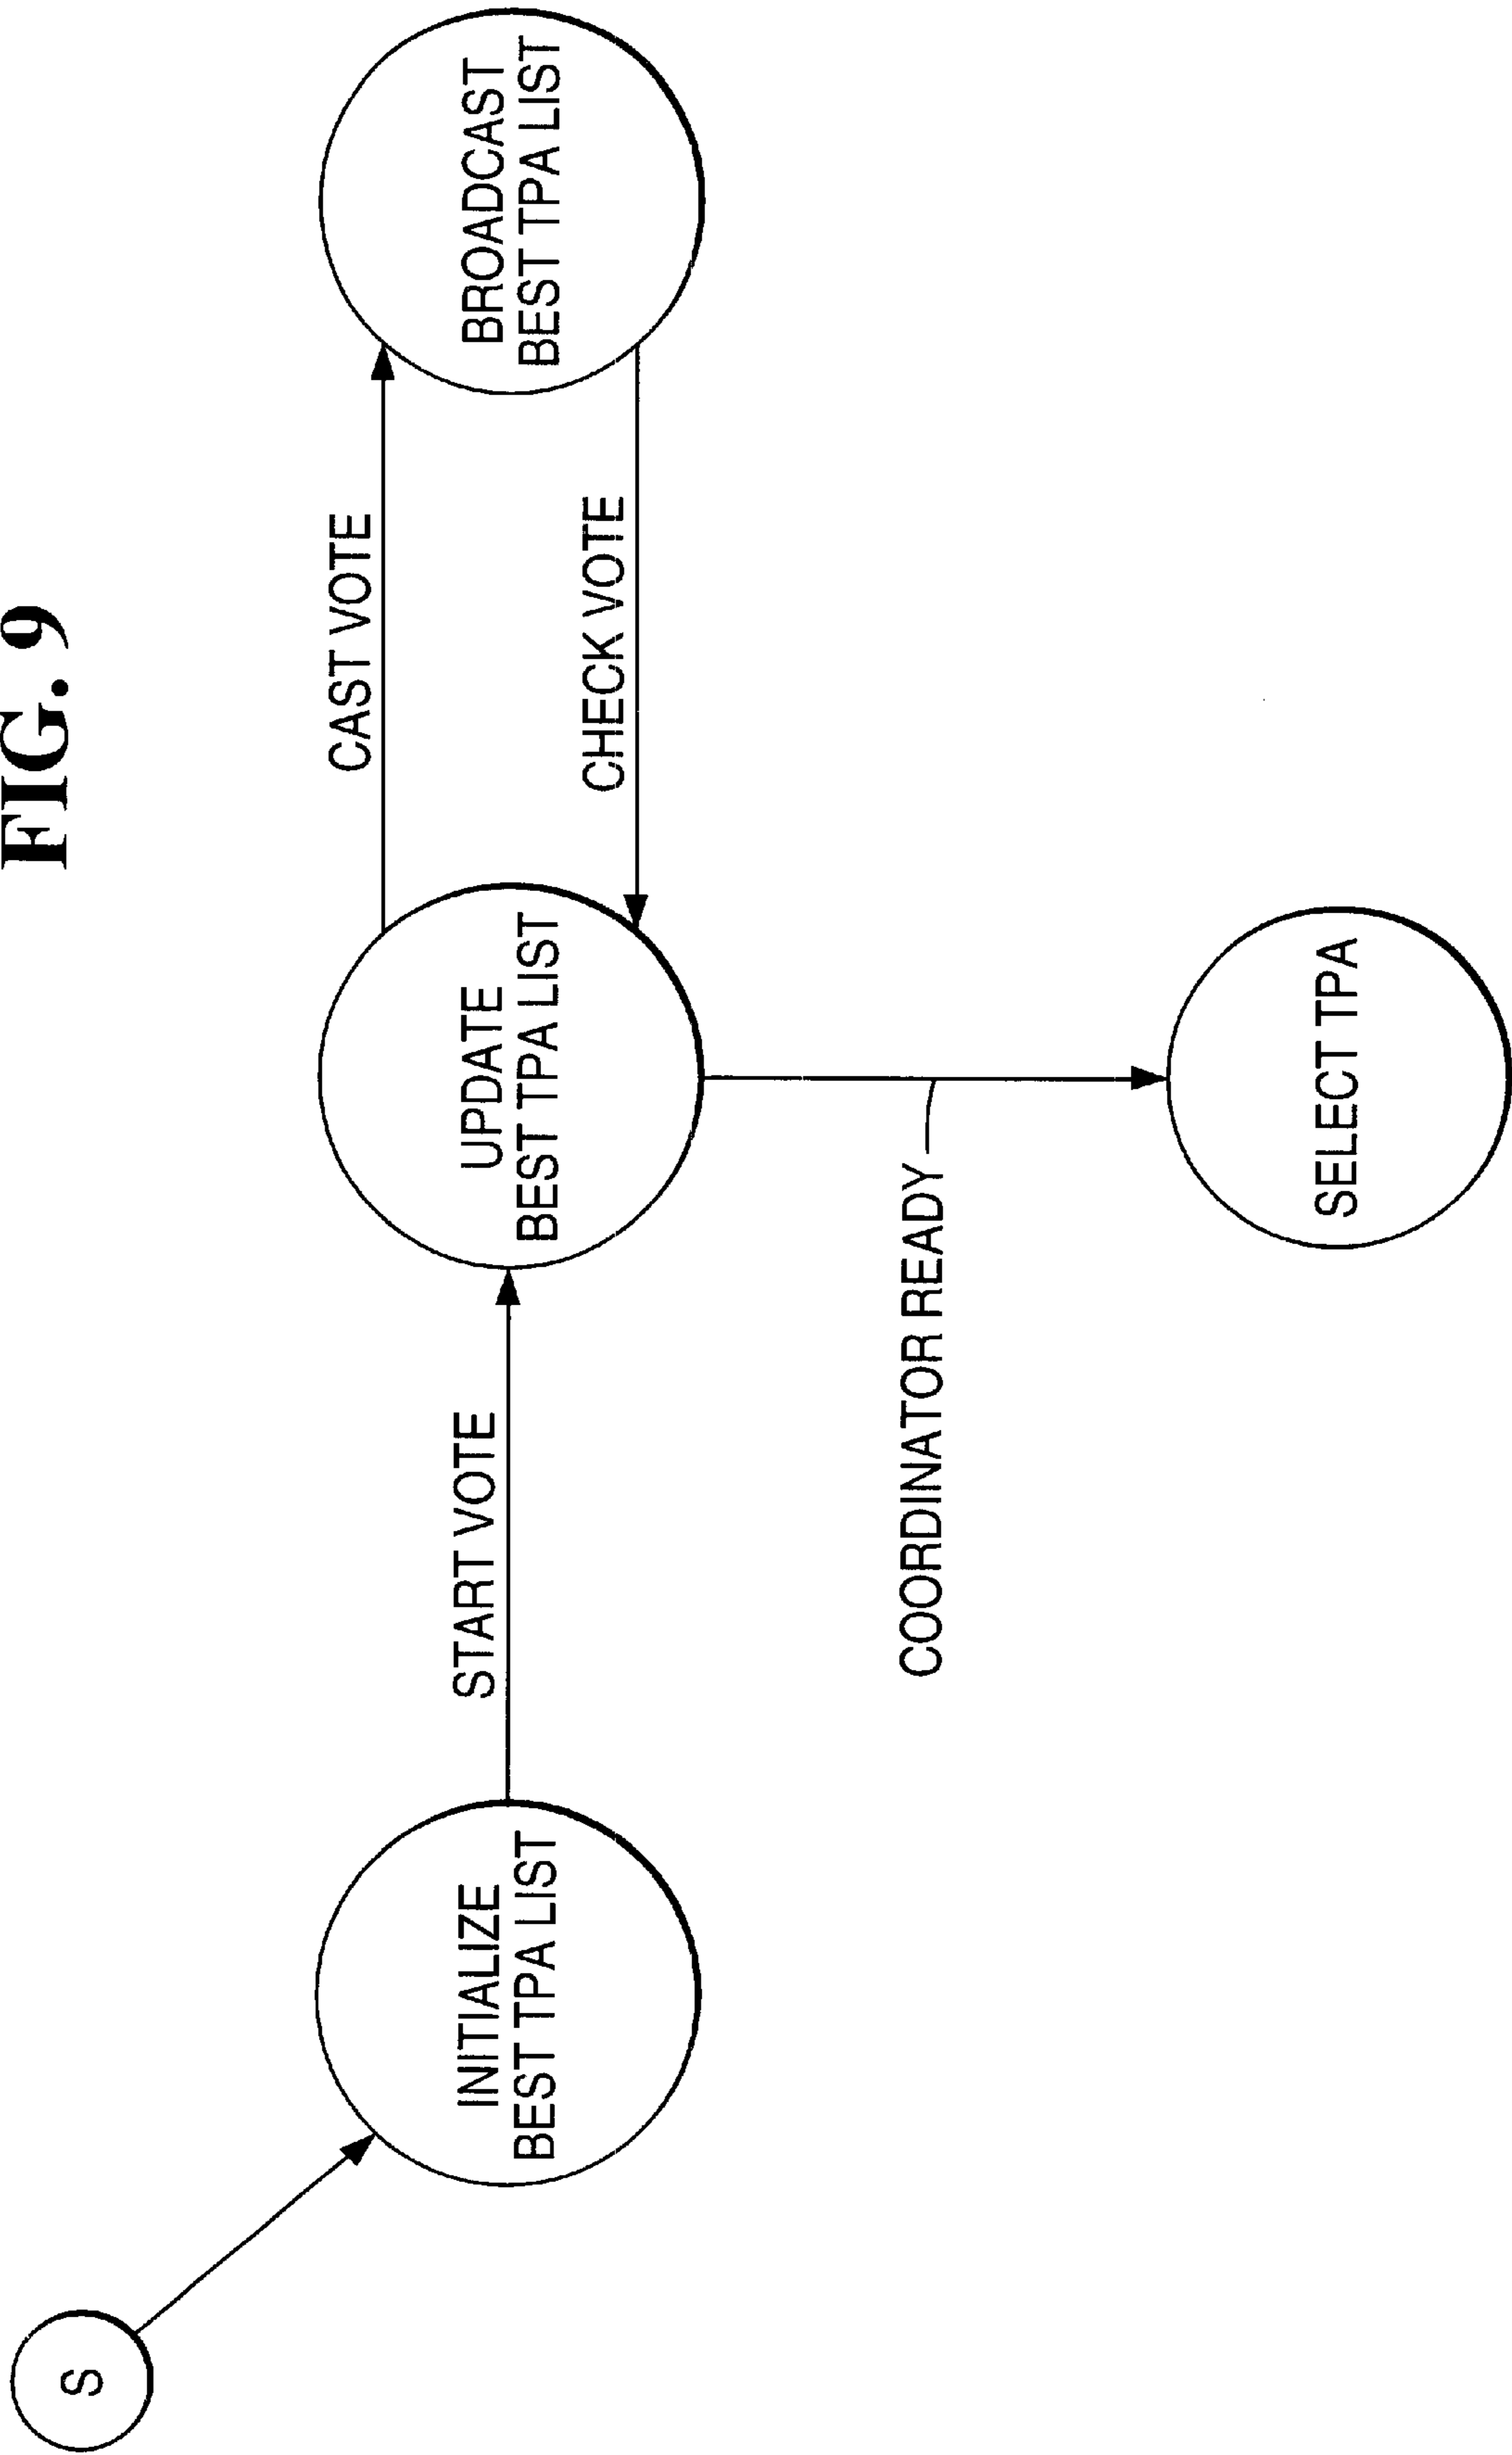 FIG. 9
S
INITIALIZE
BEST TPA LIST
START VOTE
UPDATE
BEST TPA LIST
CAST VOTE
CHECK VOTE
BROADCAST
BEST TPA LIST
COORDINATOR READY
SELECT TPA